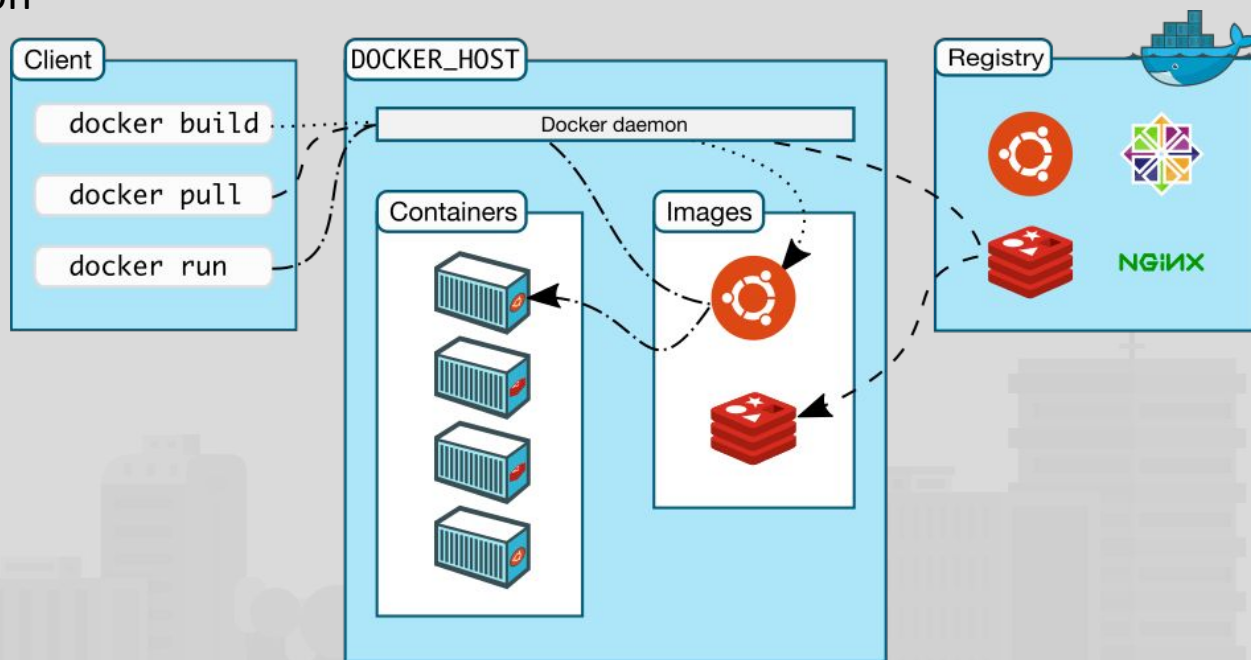 Client
docker build
docker pull
docker run
DOCKER_HOST
Docker daemon
Containers
Images
Registry
NGiNX